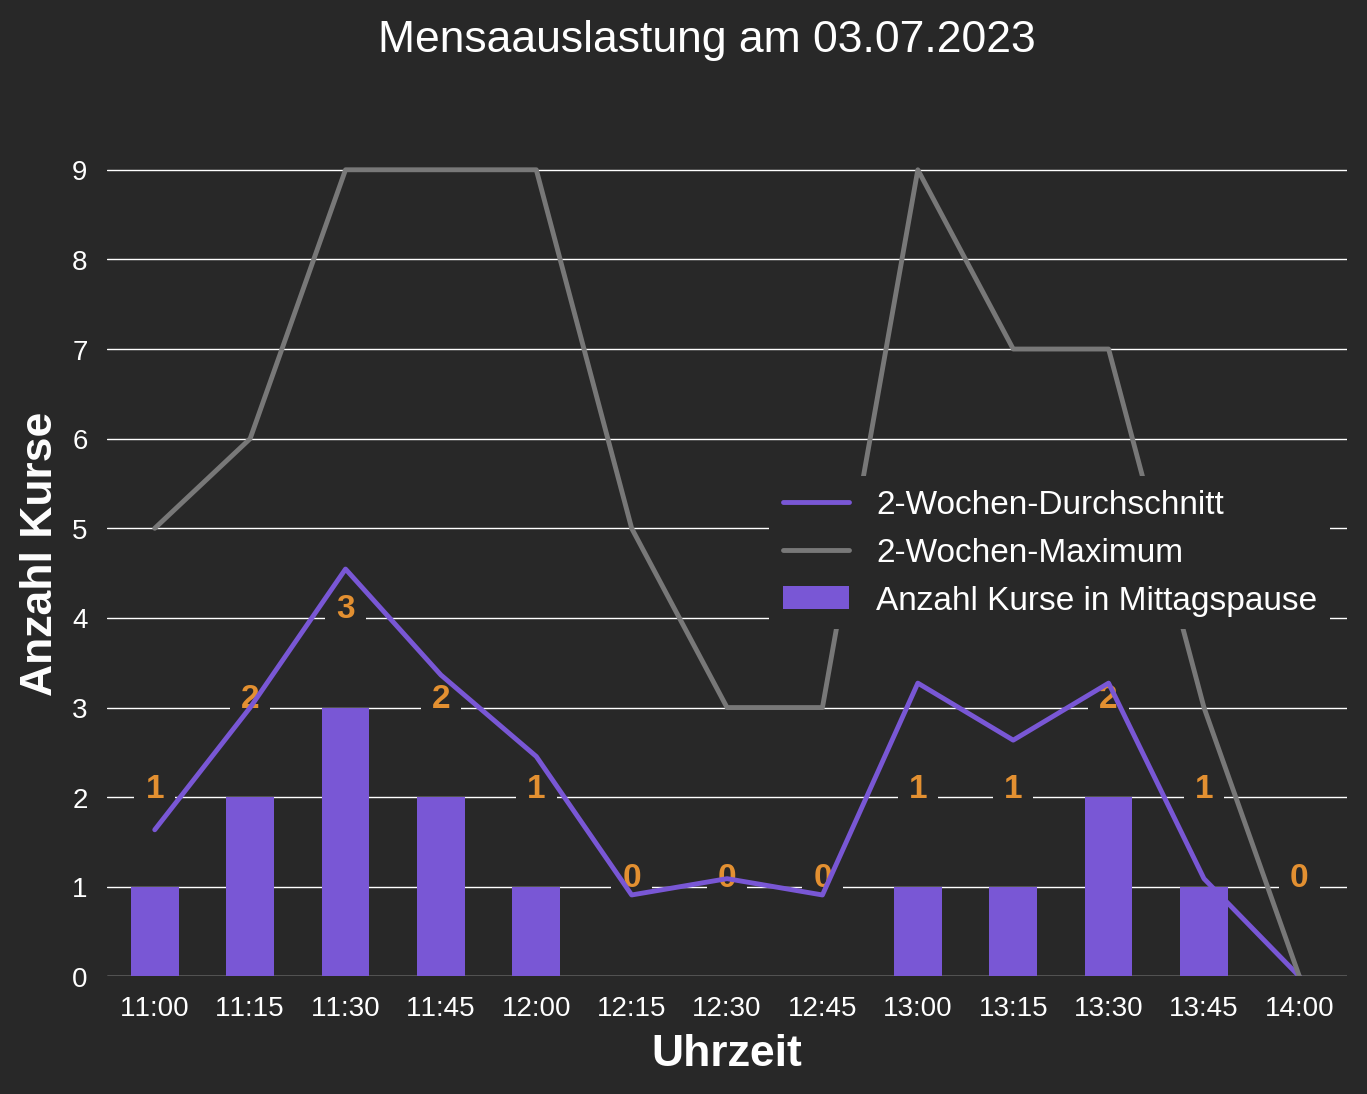 Mensaauslastung am 03.07.2023
Anzahl Kurse
9
8
7
6
5
4
3
2
1
0
2-Wochen-Durchschnitt
2-Wochen-Maximum
Anzahl Kurse in Mittagspause
1 2 3 2 1 0 0 0 1 1 2 1 0
11:00 11:15 11:30 11:45 12:00 12:15 12:30 12:45 13:00 13:15 13:30 13:45 14:00
Uhrzeit